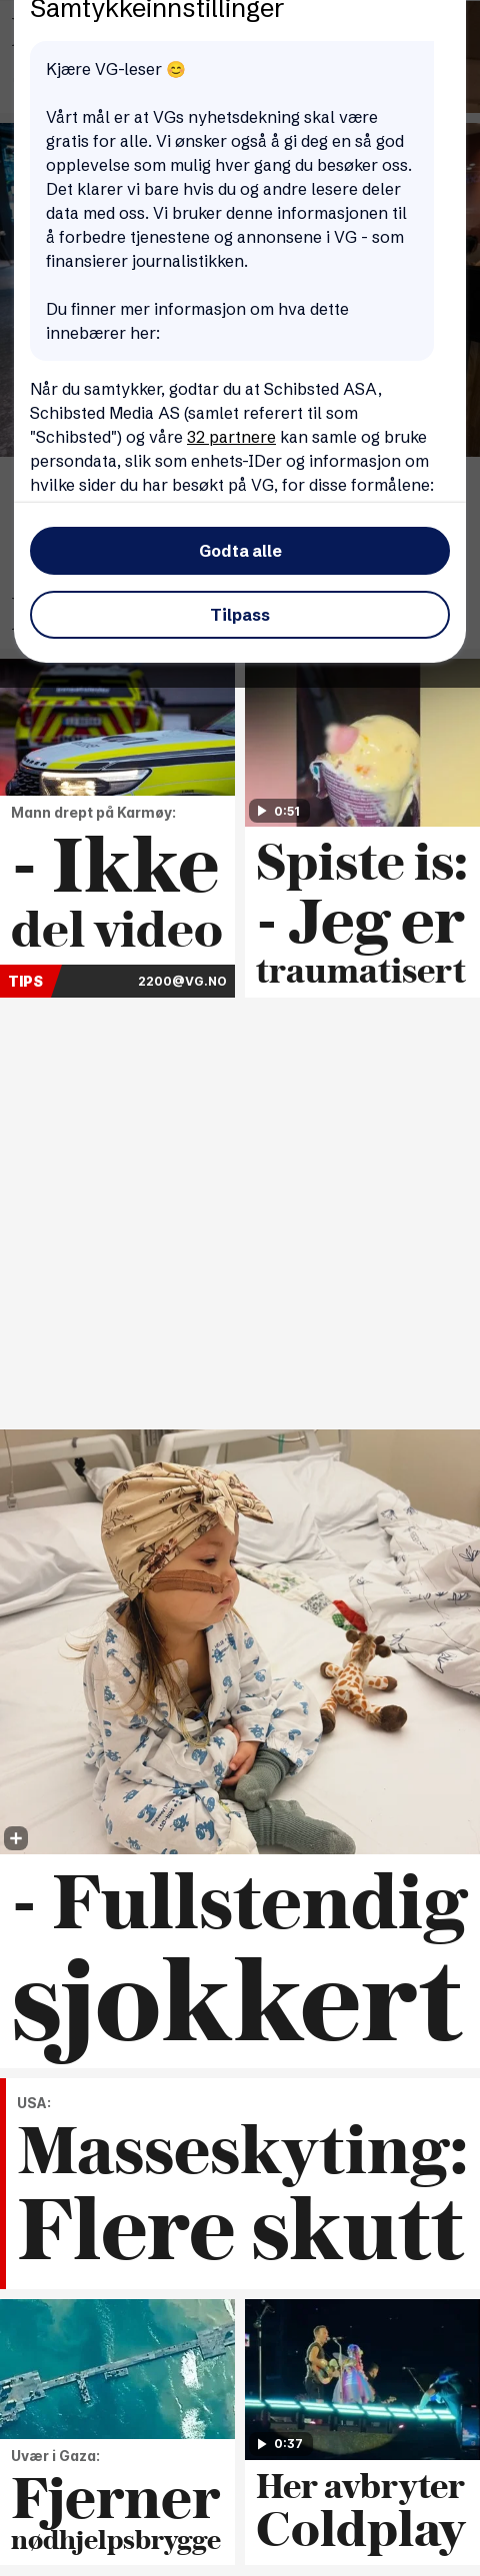 Samtykkeinnstillinger
Kjære VG-leser 😊
Vårt mål er at VGs nyhetsdekning skal være
gratis for alle. Vi ønsker også å gi deg en så god
opplevelse som mulig hver gang du besøker oss.
Det klarer vi bare hvis du og andre lesere deler
data med oss. Vi bruker denne informasjonen til
å forbedre tjenestene og annonsene i VG - som
finansierer journalistikken.
Du finner mer informasjon om hva dette
innebærer her:
Når du samtykker, godtar du at Schibsted ASA,
Schibsted Media AS (samlet referert til som
"Schibsted") og våre 32 partnere kan samle og bruke
persondata, slik som enhets-IDer og informasjon om
hvilke sider du har besøkt på VG, for disse formålene:
Godta alle
Tilpass
Mann drept på Karmøy:
- Ikke
del video
TIPS 2200@VG.NO
0:51
Spiste is:
- Jeg er
traumatisert
- Fullstendig
sjokkert
USA:
Masseskyting:
Flere skutt
Uvær i Gaza:
Fjerner
nødhjelpsbrygge
0:37
Her avbryter
Coldplay